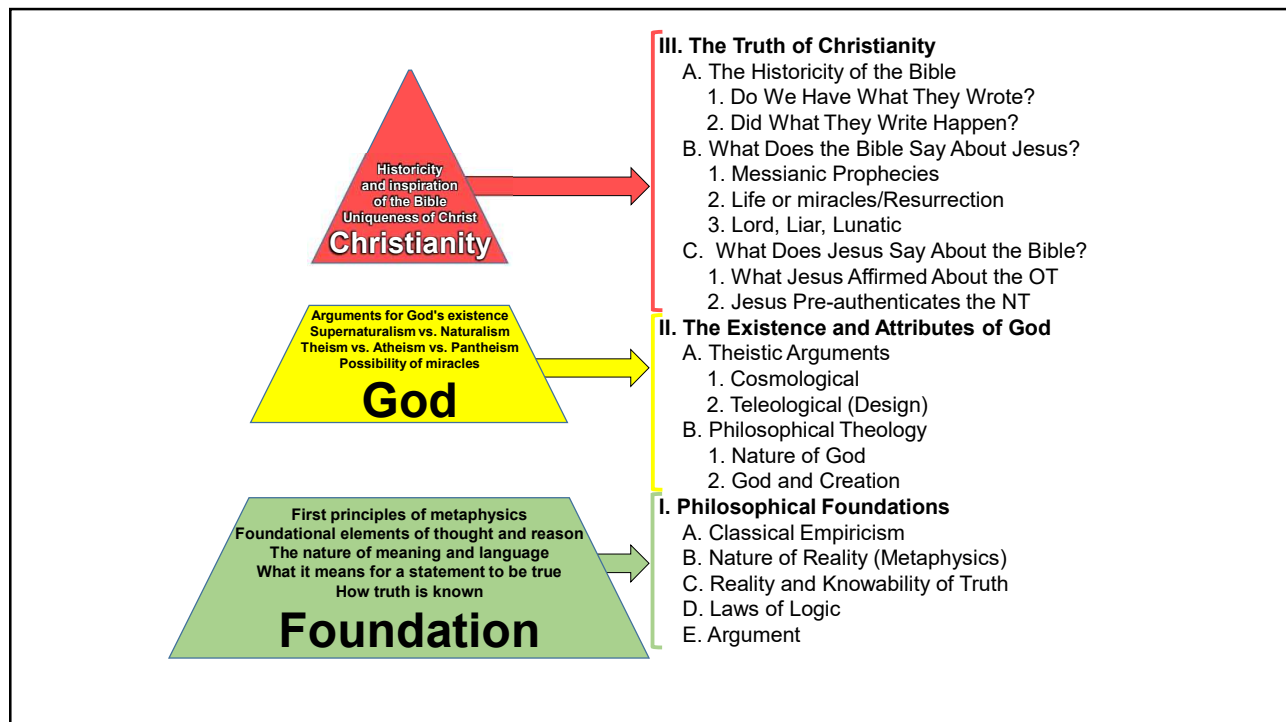 III. The Truth of Christianity
A. The Historicity of the Bible
1. Do We Have What They Wrote?
2. Did What They Write Happen?
B. What Does the Bible Say About Jesus?
1. Messianic Prophecies
2. Life or miracles/Resurrection
3. Lord, Liar, Lunatic
C. What Does Jesus Say About the Bible?
1. What Jesus Affirmed About the OT
2. Jesus Pre-authenticates the NT
Historicity
and inspiration
of the Bible
Uniqueness of Christ
Christianity
Arguments for God's existence
Supernaturalism vs. Naturalism
Theism vs. Atheism vs. Pantheism
Possibility of miracles
God
II. The Existence and Attributes of God
A. Theistic Arguments
1. Cosmological
2. Teleological (Design)
B. Philosophical Theology
1. Nature of God
2. God and Creation
First principles of metaphysics
Foundational elements of thought and reason
The nature of meaning and language
What it means for a statement to be true
How truth is known
Foundation
I. Philosophical Foundations
A. Classical Empiricism
B. Nature of Reality (Metaphysics)
C. Reality and Knowability of Truth
D. Laws of Logic
E. Argument